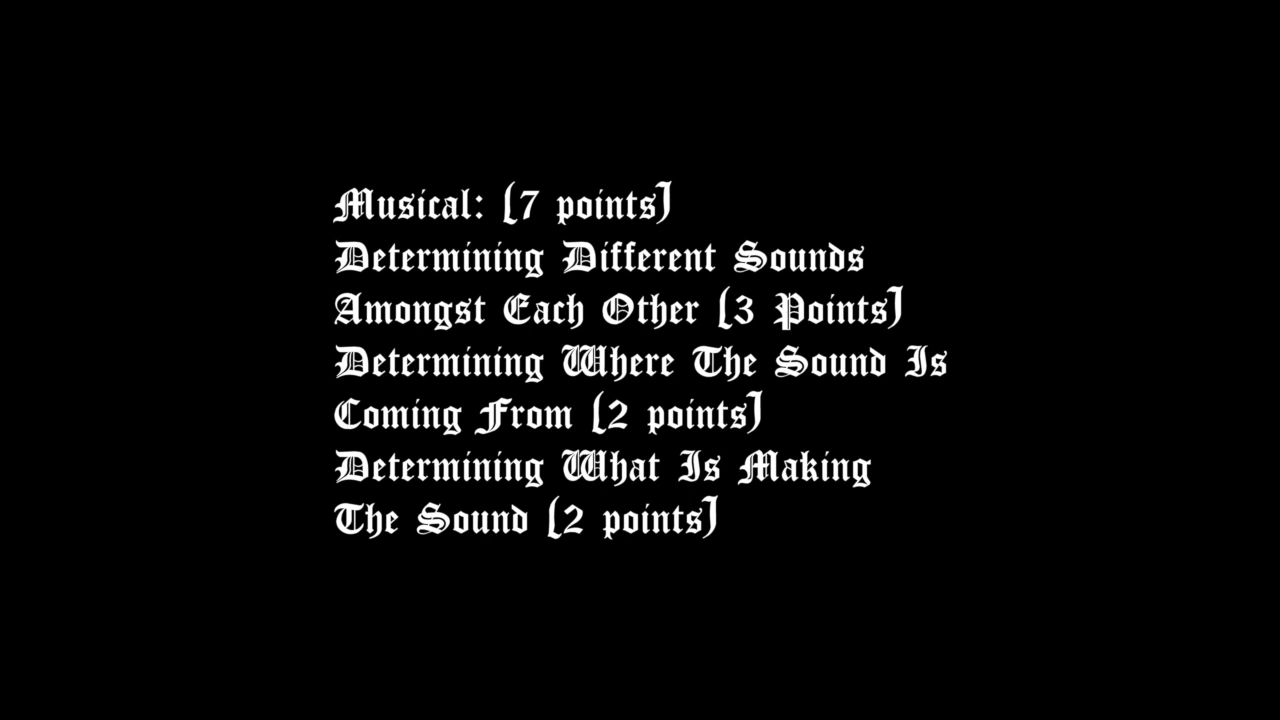 Musical: (7 points)
Determining Different Sounds
Amongst Each Other (3 Points)
Determining Where The Sound Is
Coming From (2 points)
Determining What Is Making
The Sound (2 points)